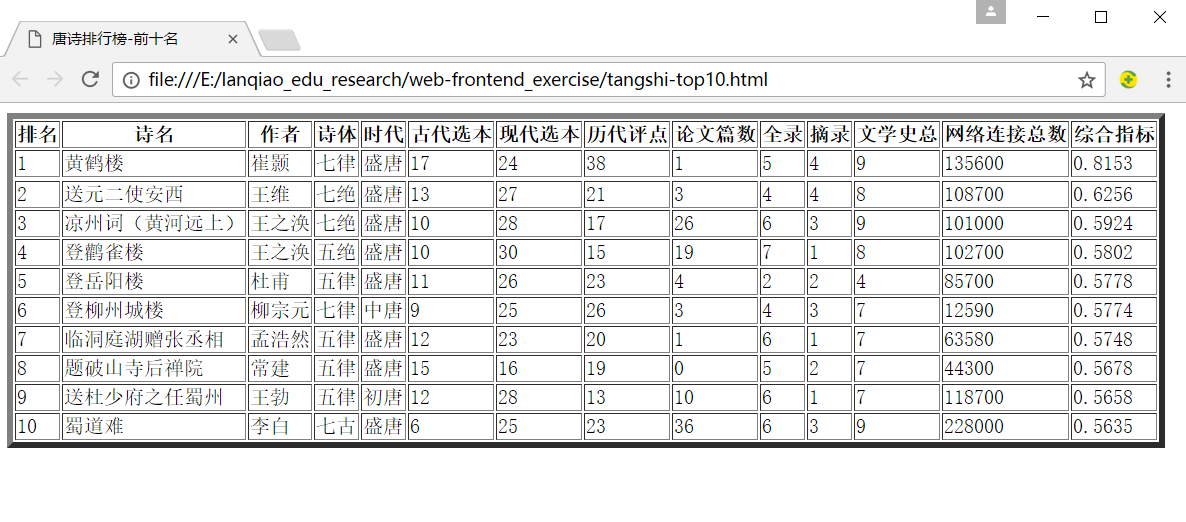 唐诗排行榜-前十名
file:///E:/lanqiao_edu_research/web-frontend_exercise/tangshi-top10.html
排名 诗名 作者 诗体 时代 古代选本 现代选本 历代评点 论文篇数 全录 摘录 文学史总 网络连接总数 综合指标
1 黄鹤楼 崔颢 七律 盛唐 17 24 38 1 5 4 9 135600 0.8153
2 送元二使安西 王维 七绝 盛唐 13 27 21 3 4 4 8 108700 0.6256
3 凉州词（黄河远上） 王之涣 七绝 盛唐 10 28 17 26 6 3 9 101000 0.5924
4 登鹳雀楼 王之涣 五绝 盛唐 10 30 15 19 7 1 8 102700 0.5802
5 登岳阳楼 杜甫 五律 盛唐 11 26 23 4 2 2 4 85700 0.5778
6 登柳州城楼 柳宗元 七律 中唐 9 25 26 3 4 3 7 12590 0.5774
7 临洞庭湖赠张丞相 孟浩然 五律 盛唐 12 23 20 1 6 1 7 63580 0.5748
8 题破山寺后禅院 常建 五律 盛唐 15 16 19 0 5 2 7 44300 0.5678
9 送杜少府之任蜀州 王勃 五律 初唐 12 28 13 10 6 1 7 118700 0.5658
10 蜀道难 李白 七古 盛唐 6 25 23 36 6 3 9 228000 0.5635